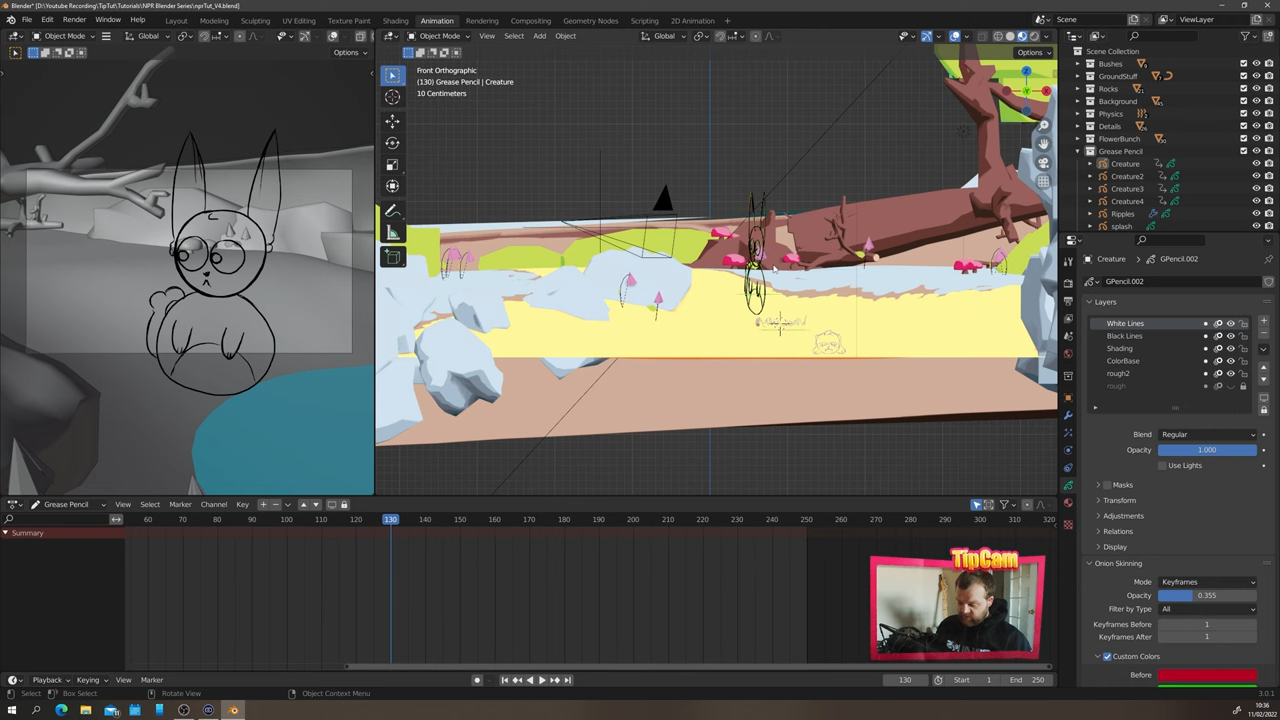 Blender* [D:\Youtube Recording\TipTut\Tutorials\NPR Blender Series\nprTut_V4.blend]
File Edit Render Window Help Layout Modeling Sculpting UV Editing Texture Paint Shading Animation Rendering Compositing Geometry Nodes Scripting 2D Animation Scene ViewLayer
Object Mode Global Object Mode View Select Add Object Global
Options Options Scene Collection
Bushes
Front Orthographic
(130) Grease Pencil | Creature
10 Centimeters
GroundStuff
Rocks
Background
Physics
Details
FlowerBunch
Grease Pencil
Creature
Creature2
Creature3
Creature4
Ripples
splash
Creature GPencil.002
GPencil.002
Layers
White Lines
Black Lines
Shading
ColorBase
rough2
rough
Blend Regular
Opacity 1.000
Use Lights
Masks
Transform
Adjustments
Relations
Display
Onion Skinning
Mode Keyframes
Opacity 0.355
Filter by Type All
Keyframes Before 1
Keyframes After 1
Custom Colors
Before
Grease Pencil View Select Marker Channel Key
60 70 80 90 100 110 120 130 140 150 160 170 180 190 200 210 220 230 240 250 260 270 280 290 300 310 320
Summary
TipCam
Playback Keying View Marker 130 Start 1 End 250
Select Box Select Rotate View Object Context Menu 3.0.1
10:36
11/02/2022